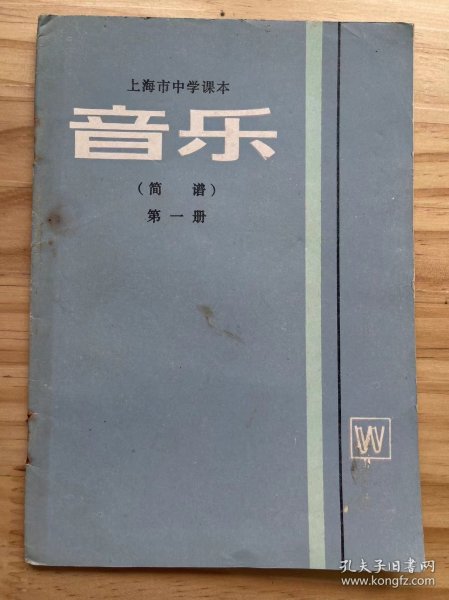 上海市中学课本
音乐
（简 谱）
第一册
W
孔夫子旧书网
www.kongfz.com